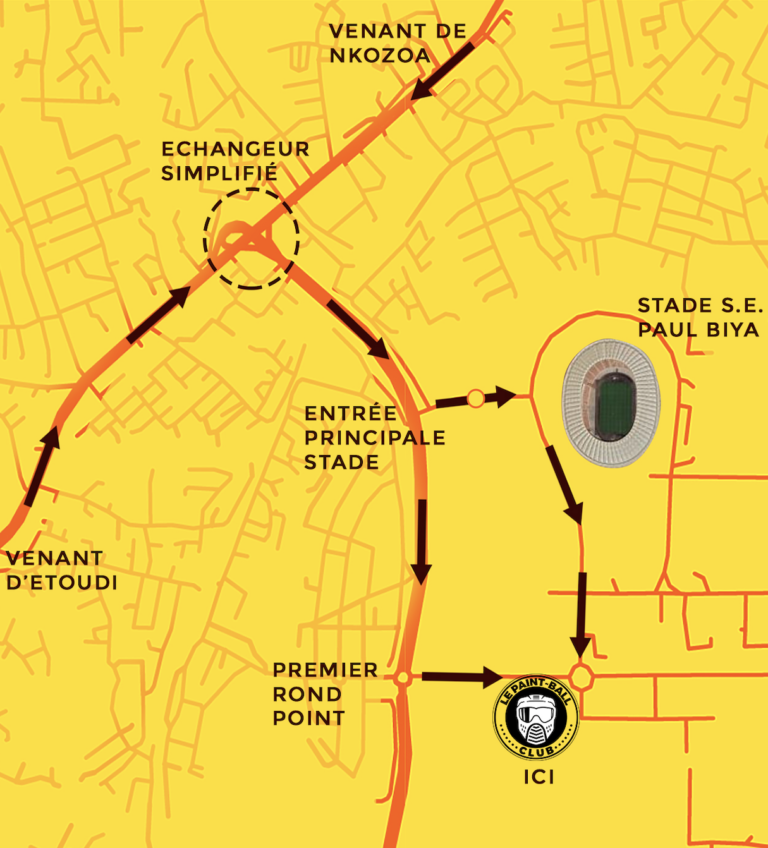 VENANT DE
NKOZOA
ECHANGEUR
SIMPLIFIÉ
STADE S.E.
PAUL BIYA
ENTRÉE
PRINCIPALE
STADE
VENANT
D'ETOUDI
PREMIER
ROND
POINT
LE PAINT-BALL
CLUB
ICI